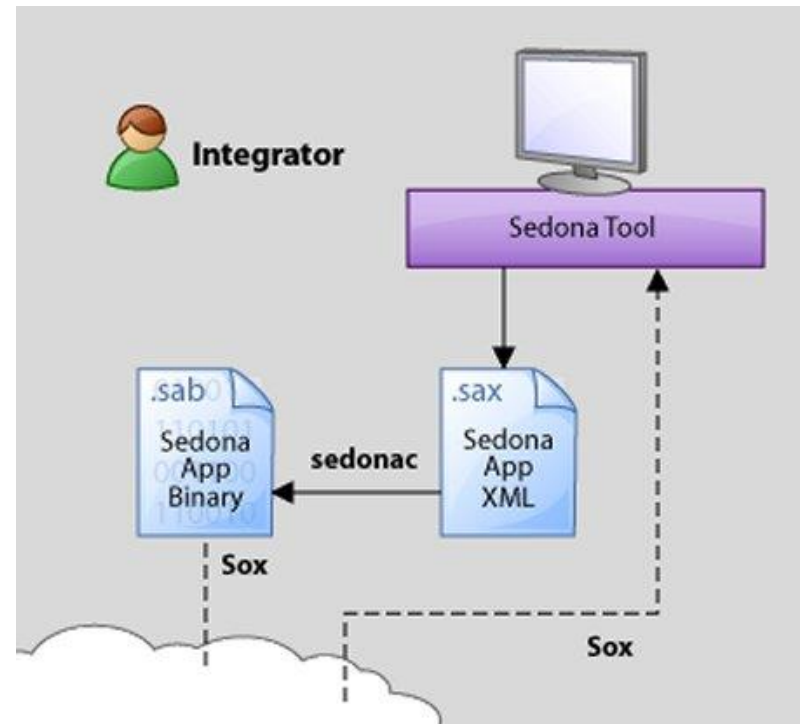 Integrator
Sedona Tool
.sab
Sedona
App
Binary
sedonac
.sax
Sedona
App
XML
Sox
Sox